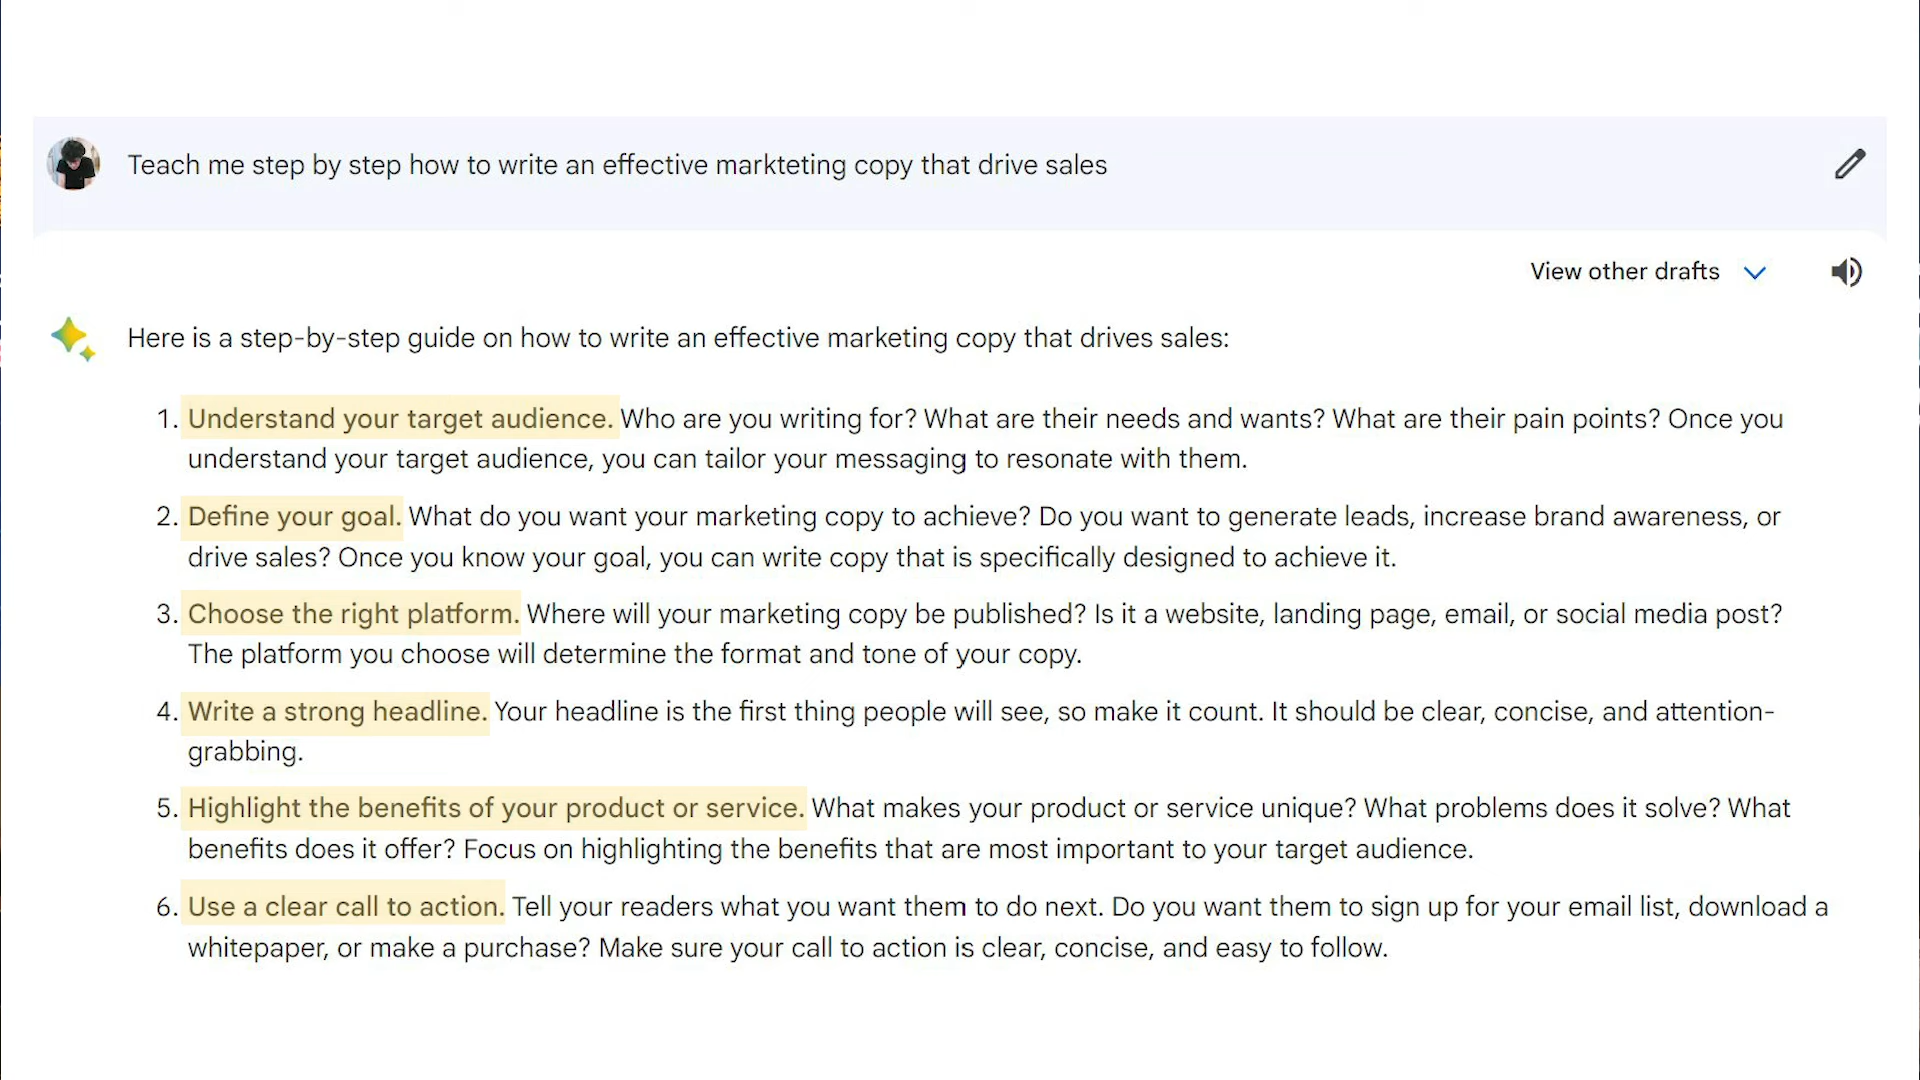 Teach me step by step how to write an effective markteting copy that drive sales
View other drafts
Here is a step-by-step guide on how to write an effective marketing copy that drives sales:
1. Understand your target audience. Who are you writing for? What are their needs and wants? What are their pain points? Once you
understand your target audience, you can tailor your messaging to resonate with them.
2. Define your goal. What do you want your marketing copy to achieve? Do you want to generate leads, increase brand awareness, or
drive sales? Once you know your goal, you can write copy that is specifically designed to achieve it.
3. Choose the right platform. Where will your marketing copy be published? Is it a website, landing page, email, or social media post?
The platform you choose will determine the format and tone of your copy.
4. Write a strong headline. Your headline is the first thing people will see, so make it count. It should be clear, concise, and attention-
grabbing.
5. Highlight the benefits of your product or service. What makes your product or service unique? What problems does it solve? What
benefits does it offer? Focus on highlighting the benefits that are most important to your target audience.
6. Use a clear call to action. Tell your readers what you want them to do next. Do you want them to sign up for your email list, download a
whitepaper, or make a purchase? Make sure your call to action is clear, concise, and easy to follow.